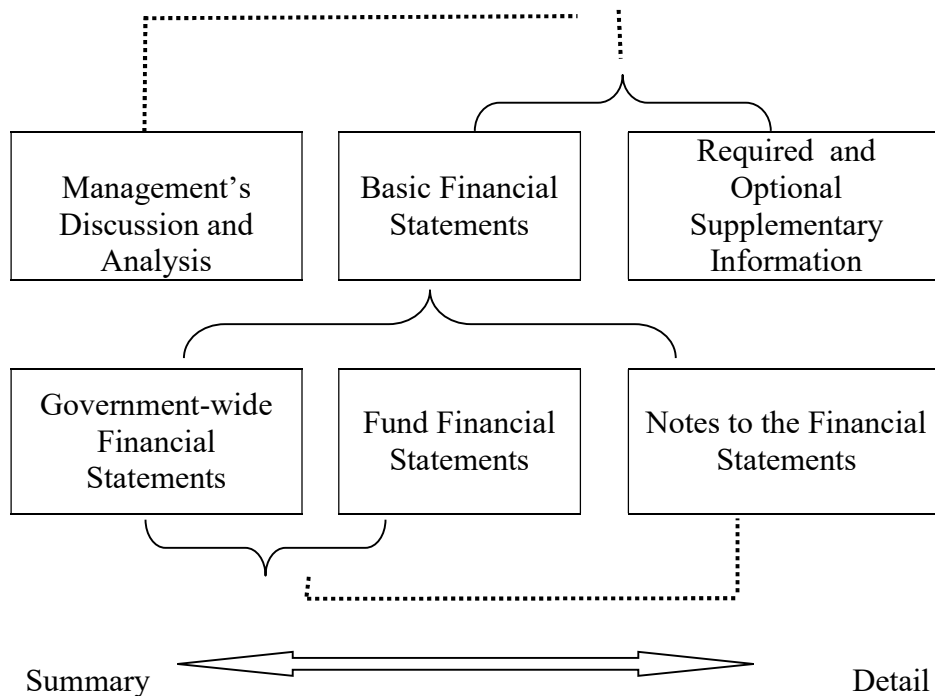 Management’s
Discussion and
Analysis
Basic Financial
Statements
Required and
Optional
Supplementary
Information
Government-wide
Financial
Statements
Fund Financial
Statements
Notes to the Financial
Statements
Summary
Detail